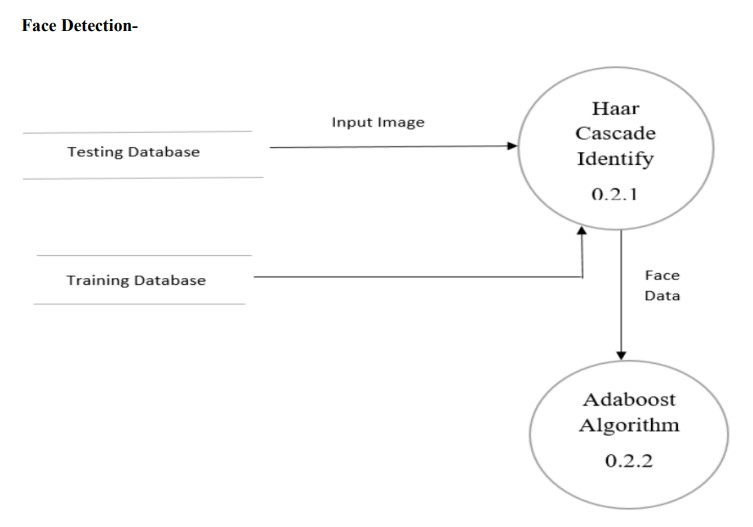 Face Detection-
Input Image
Testing Database
Haar
Cascade
Identify
0.2.1
Training Database
Face
Data
Adaboost
Algorithm
0.2.2